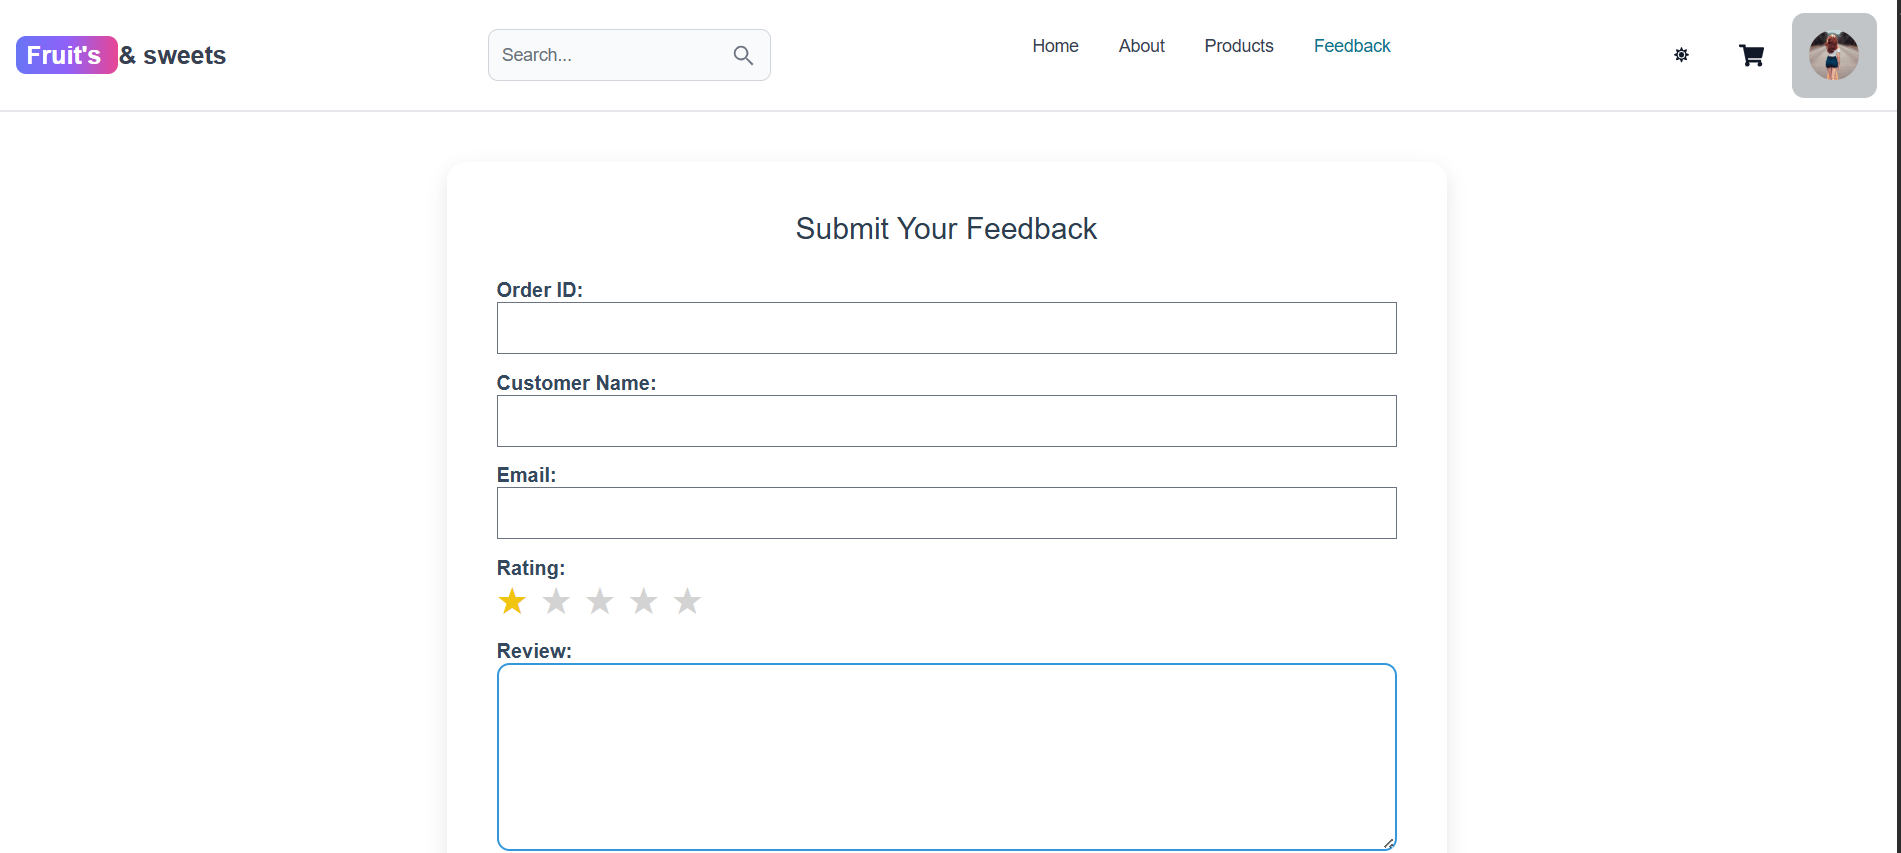 Fruit's & sweets
Search...
Home About Products Feedback
Submit Your Feedback
Order ID:
Customer Name:
Email:
Rating:
Review: